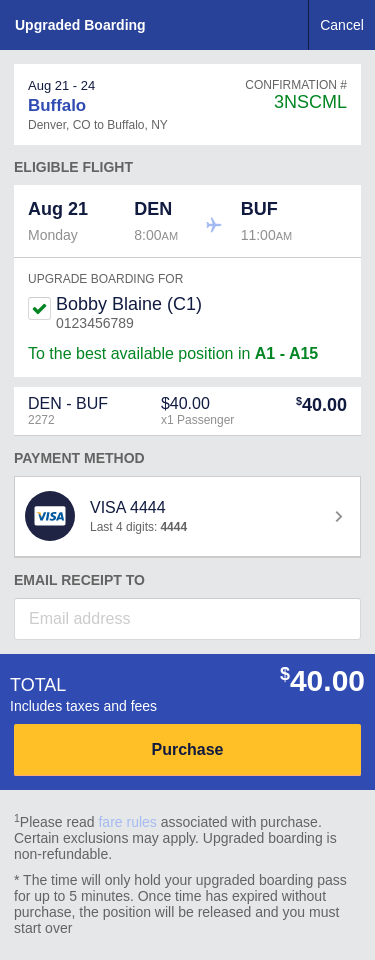 Upgraded Boarding
Cancel
Aug 21 - 24
CONFIRMATION #
Buffalo
3NSCML
Denver, CO to Buffalo, NY
ELIGIBLE FLIGHT
Aug 21 DEN BUF
Monday 8:00AM 11:00AM
UPGRADE BOARDING FOR
Bobby Blaine (C1)
0123456789
To the best available position in A1 - A15
DEN - BUF $40.00 $40.00
2272 x1 Passenger
PAYMENT METHOD
VISA
VISA 4444
Last 4 digits: 4444
EMAIL RECEIPT TO
Email address
TOTAL $40.00
Includes taxes and fees
Purchase
1Please read fare rules associated with purchase.
Certain exclusions may apply. Upgraded boarding is
non-refundable.
* The time will only hold your upgraded boarding pass
for up to 5 minutes. Once time has expired without
purchase, the position will be released and you must
start over